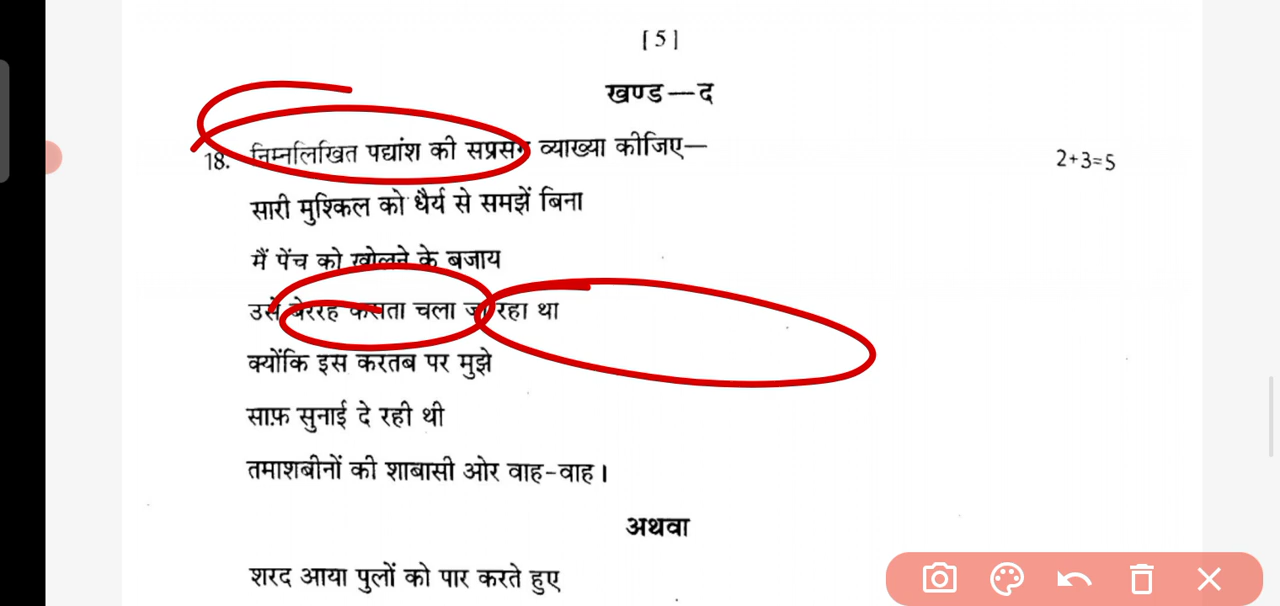 [ 5 ]
खण्ड—द
18. निम्नलिखित पद्यांश की सप्रसंग व्याख्या कीजिए— 2+3=5
सारी मुश्किल को धैर्य से समझें बिना
मैं पेंच को खोलने के बजाय
उसे बेररह कसता चला जा रहा था
क्योंकि इस करतब पर मुझे
साफ़ सुनाई दे रही थी
तमाशबीनों की शाबासी ओर वाह-वाह।
अथवा
शरद आया पुलों को पार करते हुए